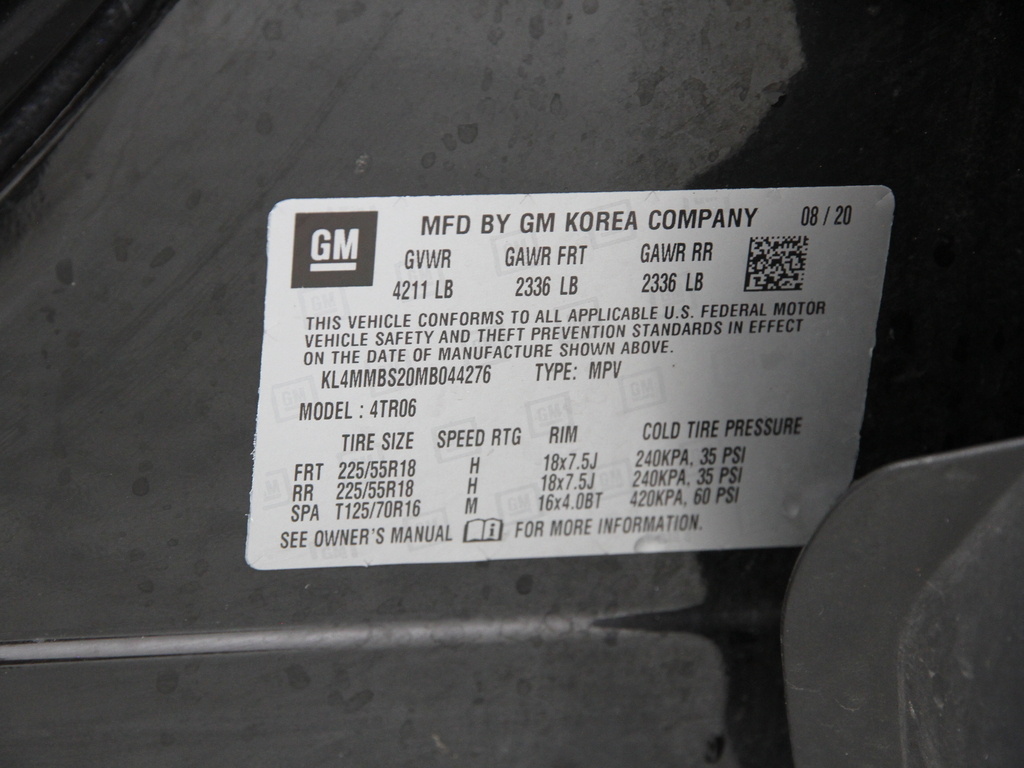 GM
MFD BY GM KOREA COMPANY 08 / 20
GVWR GAWR FRT GAWR RR
4211 LB 2336 LB 2336 LB
THIS VEHICLE CONFORMS TO ALL APPLICABLE U.S. FEDERAL MOTOR
VEHICLE SAFETY AND THEFT PREVENTION STANDARDS IN EFFECT
ON THE DATE OF MANUFACTURE SHOWN ABOVE.
KL4MMBS20MB044276 TYPE: MPV
MODEL : 4TR06
TIRE SIZE SPEED RTG RIM COLD TIRE PRESSURE
FRT 225/55R18 H 18x7.5J 240KPA, 35 PSI
RR 225/55R18 H 18x7.5J 240KPA, 35 PSI
SPA T125/70R16 M 16x4.0BT 420KPA, 60 PSI
SEE OWNER'S MANUAL i FOR MORE INFORMATION.